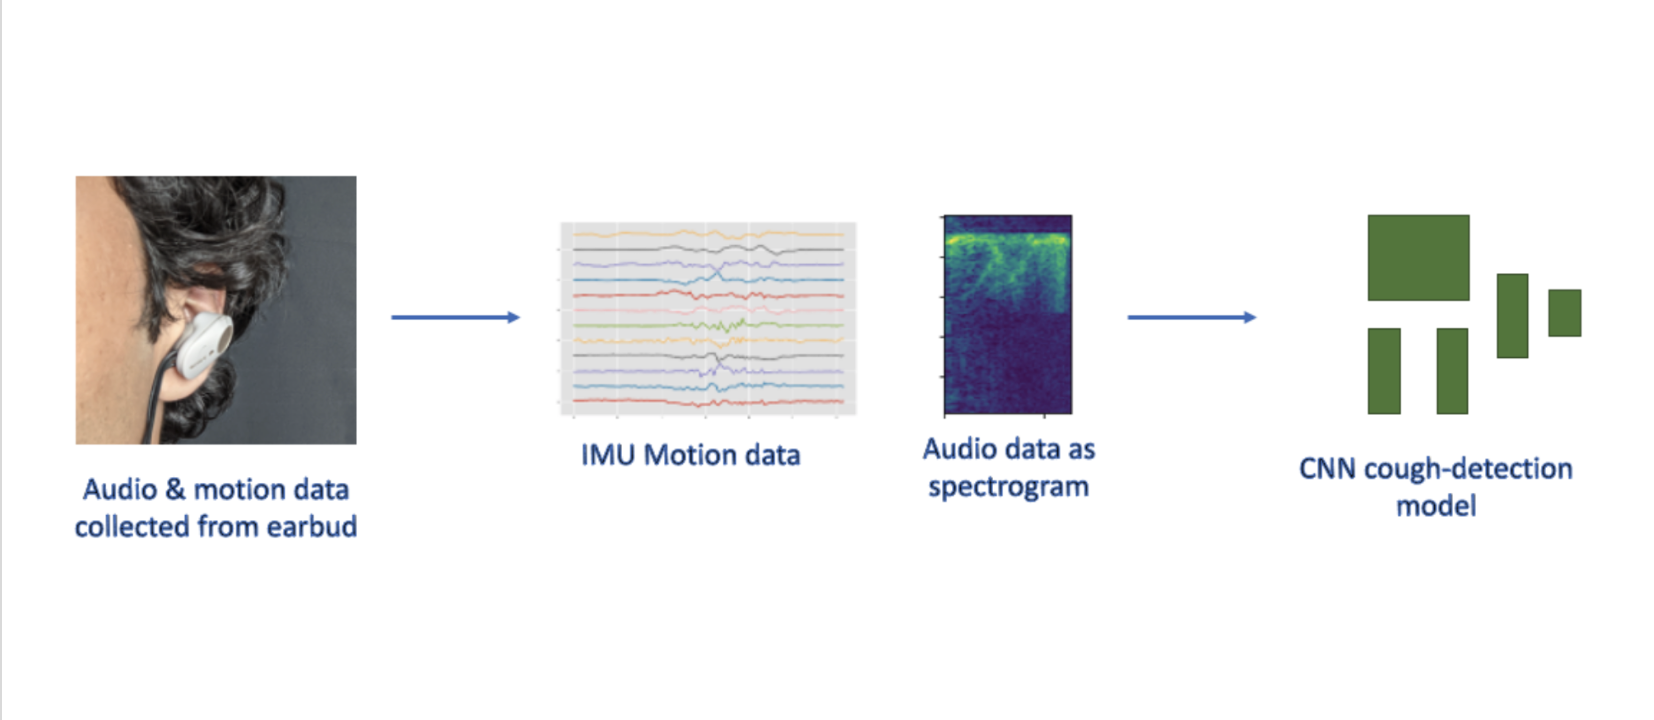 Audio & motion data
collected from earbud
IMU Motion data
Audio data as
spectrogram
CNN cough-detection
model